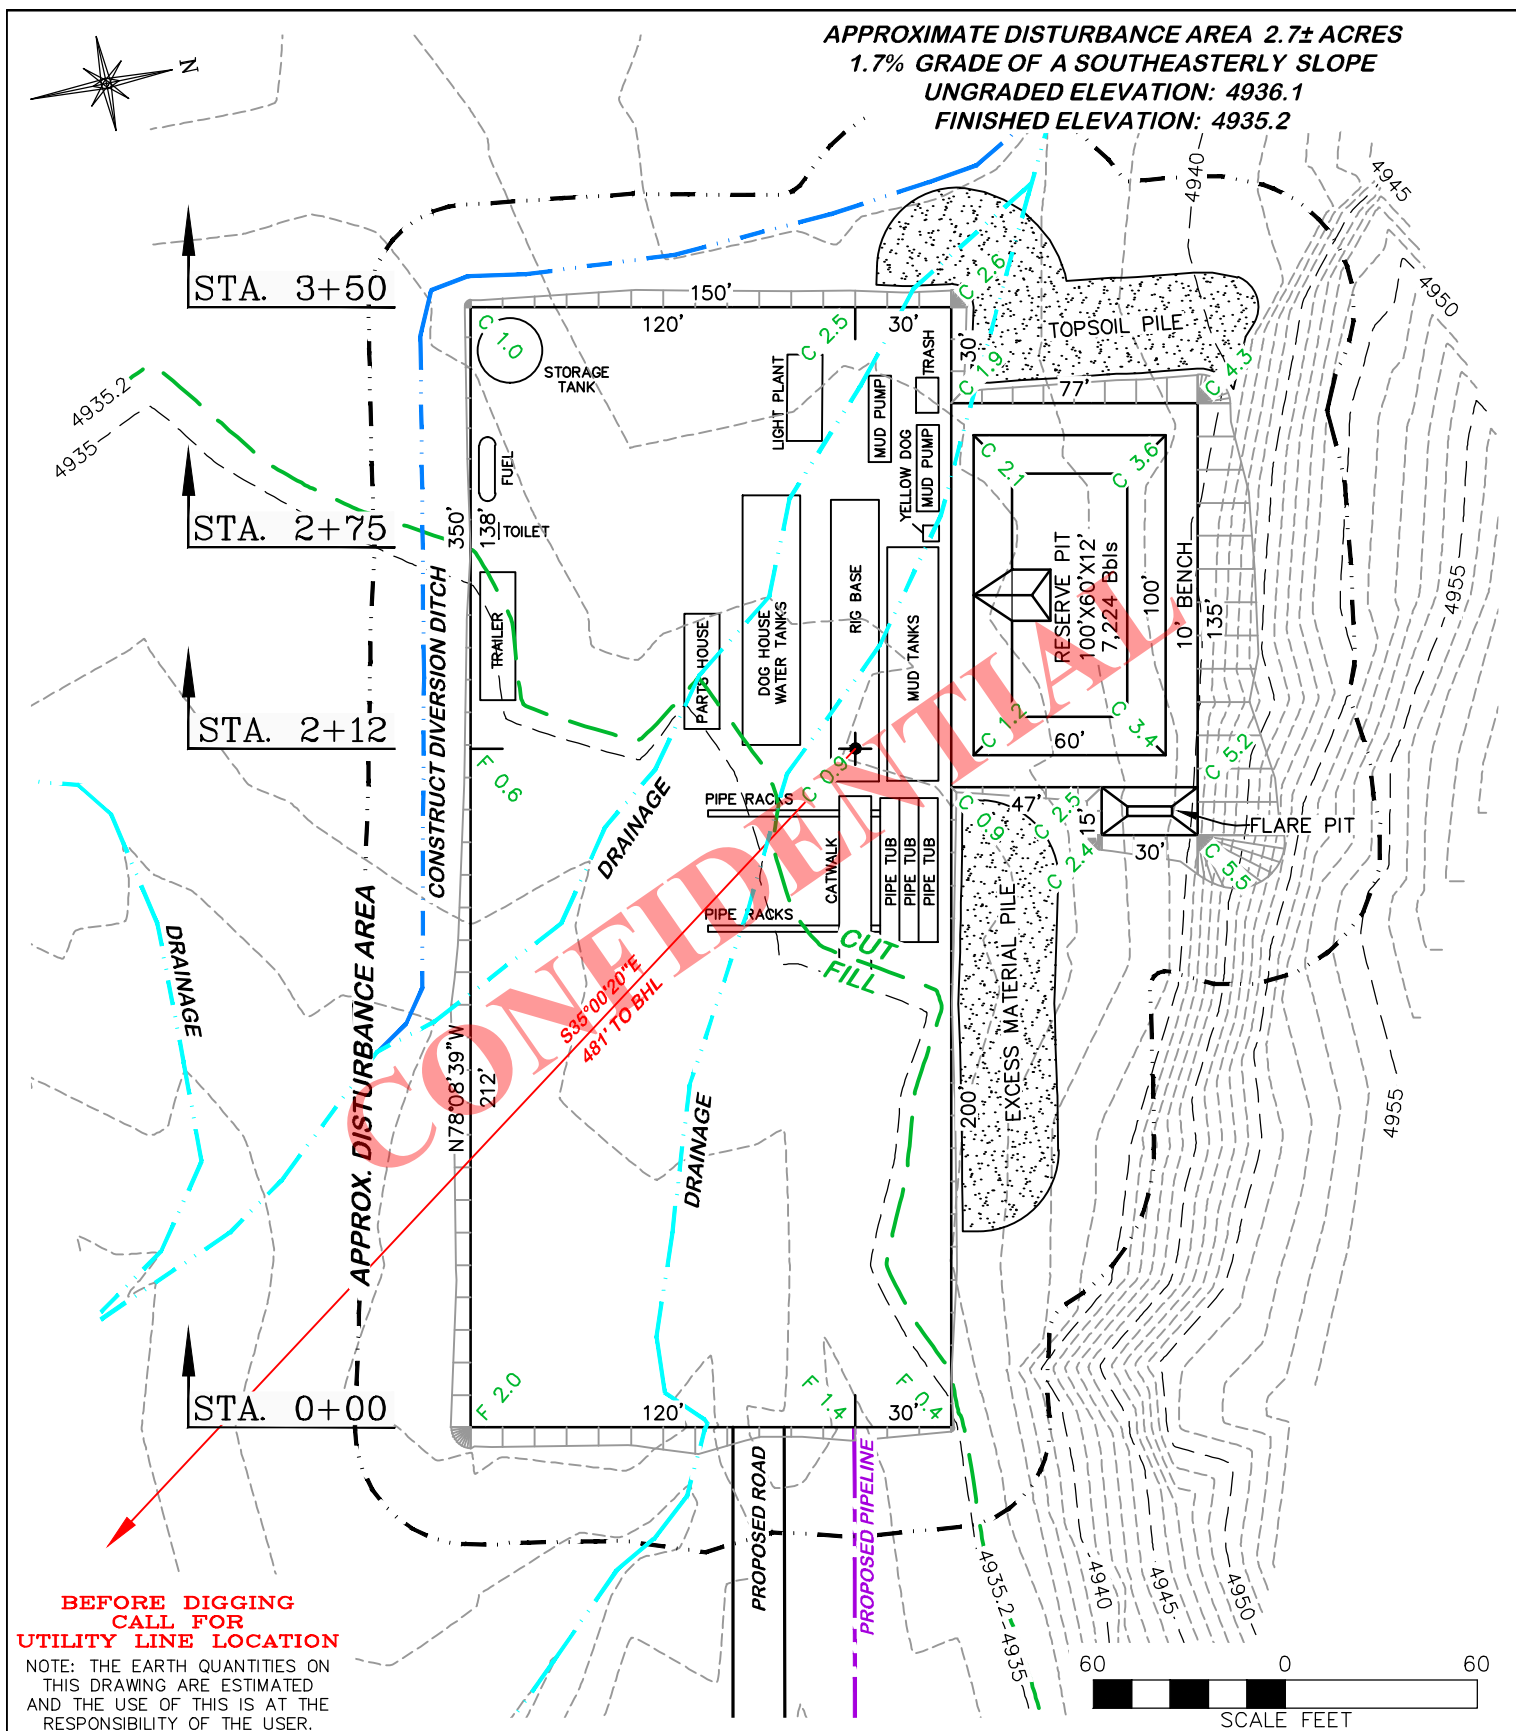 APPROXIMATE DISTURBANCE AREA 2.7± ACRES
1.7% GRADE OF A SOUTHEASTERLY SLOPE
UNGRADED ELEVATION: 4936.1
FINISHED ELEVATION: 4935.2
N
4940
4945
4950
STA. 3+50
150'
120'
30'
C 1.0
C 2.5
C 2.6
TOPSOIL PILE
STORAGE
TANK
LIGHT PLANT
MUD PUMP
TRASH
30'
C 1.9
77'
C 4.3
4935.2
4935
FUEL
YELLOW DOG
MUD PUMP
C 2.1
C 3.6
STA. 2+75
350'
138'
TOILET
CONSTRUCT DIVERSION DITCH
TRAILER
PARTS HOUSE
DOG HOUSE
WATER TANKS
RIG BASE
MUD TANKS
RESERVE PIT
100'X60'X12'
7,224 Bbls
100'
10' BENCH
135'
4955
STA. 2+12
F 0.6
C 0.9
C 1.2
C 3.4
60'
C 5.2
DRAINAGE
PIPE RACKS
C 0.9
47'
C 2.5
15'
FLARE PIT
CATWALK
PIPE TUB
PIPE TUB
PIPE TUB
C 2.4
30'
C 5.5
PIPE RACKS
CUT
FILL
DRAINAGE
APPROX. DISTURBANCE AREA
S35°00'20"E
481' TO BHL
CONFIDENTIAL
N78°08'39"W
212'
EXCESS MATERIAL PILE
200'
DRAINAGE
4955
STA. 0+00
F 2.0
120'
F 1.4
30'
F 0.4
PROPOSED ROAD
PROPOSED PIPELINE
4935.2
4935
4940
4945
4950
BEFORE DIGGING
CALL FOR
UTILITY LINE LOCATION
NOTE: THE EARTH QUANTITIES ON
THIS DRAWING ARE ESTIMATED
AND THE USE OF THIS IS AT THE
RESPONSIBILITY OF THE USER.
60 0 60
SCALE FEET